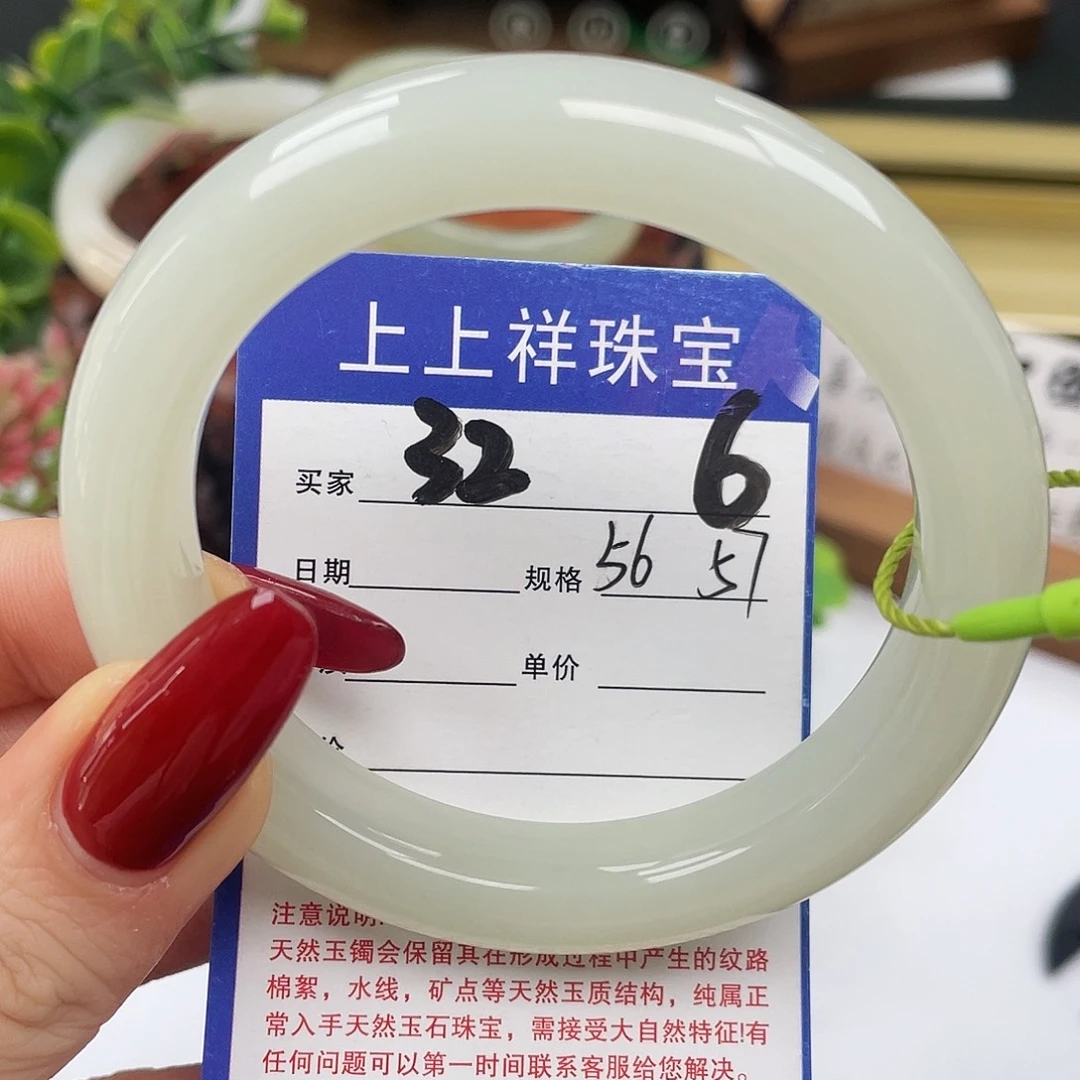 上上祥珠宝
买家 32 6
日期 规格 56 57
单价
注意说明
天然玉镯会保留其在形成过程中产生的纹路
棉絮，水线，矿点等天然玉质结构，纯属正
常入手天然玉石珠宝，需接受大自然特征!有
任何问题可以第一时间联系客服给您解决。